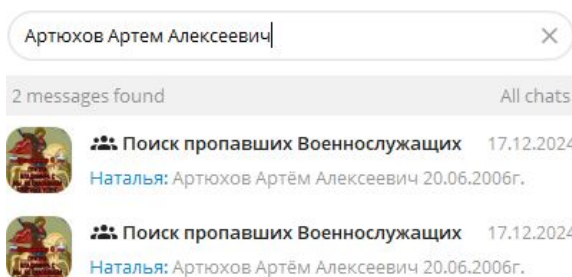 Артюхов Артем Алексеевич
2 messages found All chats
Поиск пропавших Военнослужащих 17.12.2024
Наталья: Артюхов Артём Алексеевич 20.06.2006г.
Поиск пропавших Военнослужащих 17.12.2024
Наталья: Артюхов Артём Алексеевич 20.06.2006г.